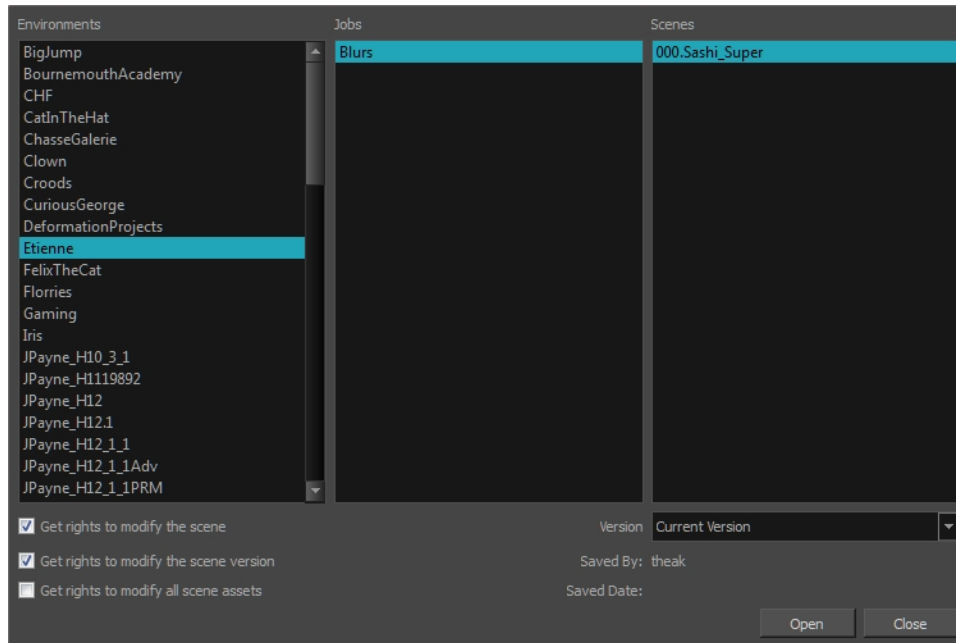 Environments
Jobs
Scenes
BigJump
BournemouthAcademy
CHF
CatInTheHat
ChasseGalerie
Clown
Croods
CuriousGeorge
DeformationProjects
Etienne
FelixTheCat
Florries
Gaming
Iris
JPayne_H10_3_1
JPayne_H1119892
JPayne_H12
JPayne_H12.1
JPayne_H12_1_1
JPayne_H12_1_1Adv
JPayne_H12_1_1PRM
Blurs
000.Sashi_Super
Get rights to modify the scene
Version Current Version
Get rights to modify the scene version
Saved By: theak
Get rights to modify all scene assets
Saved Date:
Open
Close